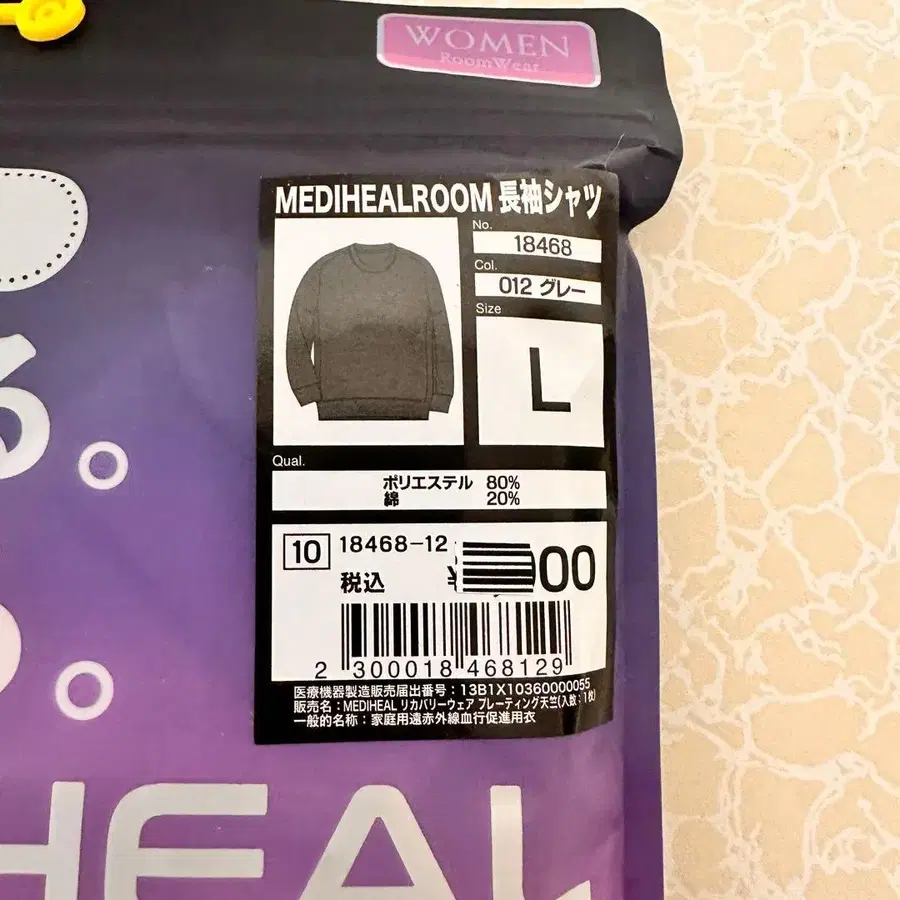 WOMEN
RoomWear
MEDIHEALROOM 長袖シャツ
No.
18468
Col.
012 グレー
Size
L
Qual.
ポリエステル 80%
綿 20%
10 18468-12
税込 ¥ 00
2 300018 468129
医療機器製造販売届出番号：13B1X10360000055
販売名：MEDIHEAL リカバリーウェア プレーティング天竺(入数：1枚)
一般的名称：家庭用遠赤外線血行促進用衣
る。
。
HEAL